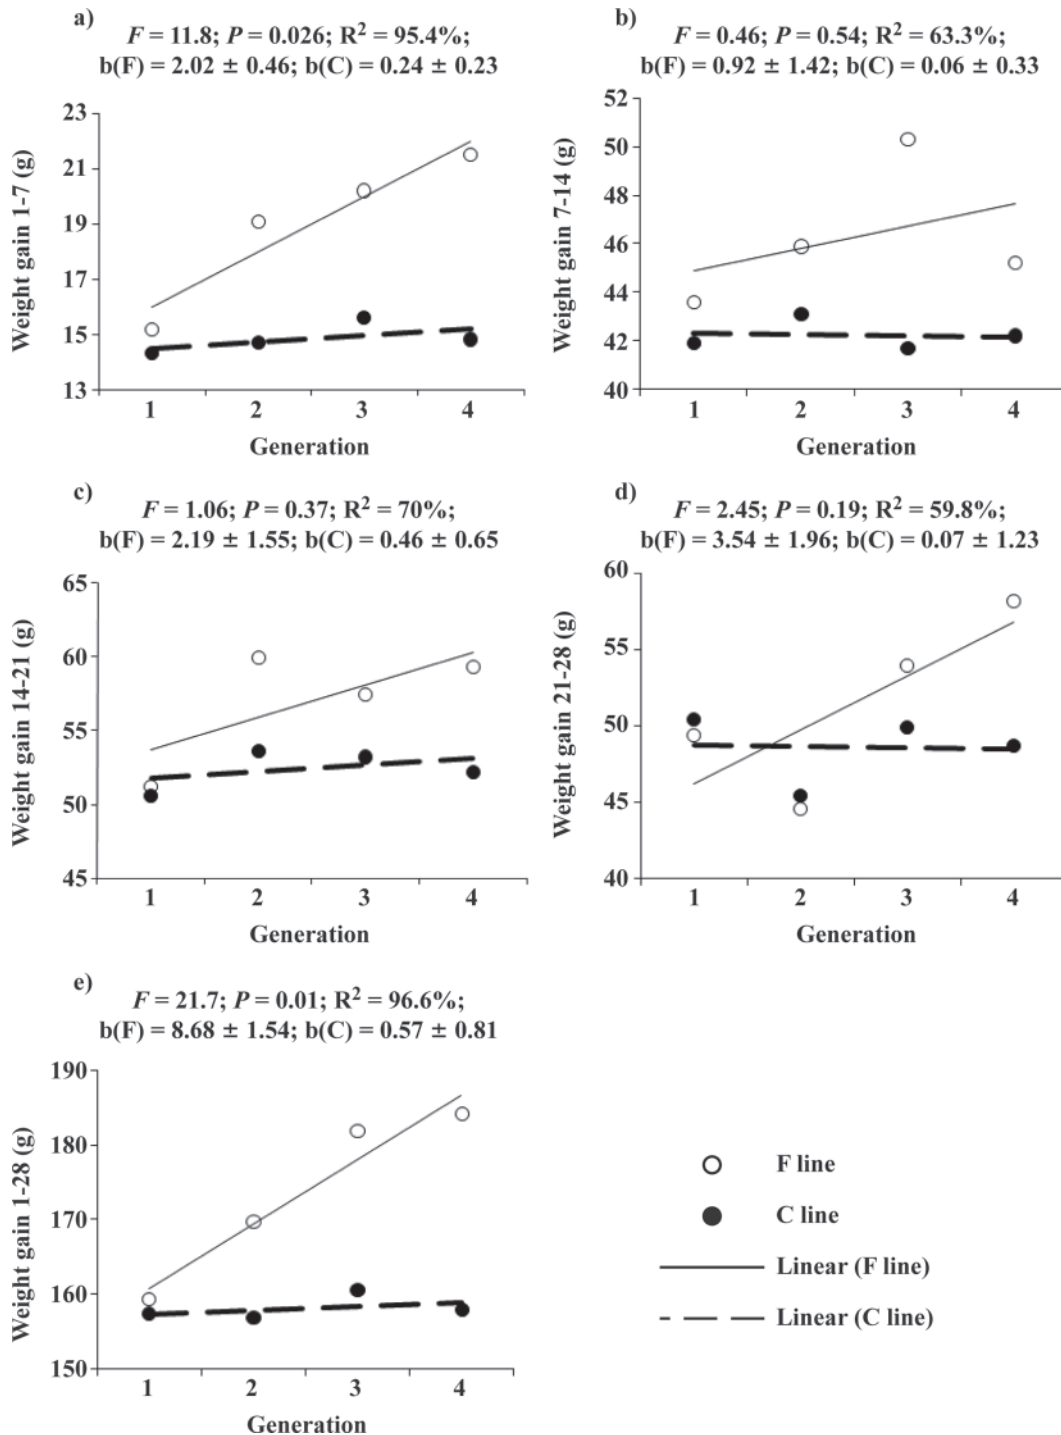 a)
F = 11.8; P = 0.026; R² = 95.4%;
b(F) = 2.02 ± 0.46; b(C) = 0.24 ± 0.23
Weight gain 1-7 (g)
23
21
19
17
15
13
1 2 3 4
Generation
b)
F = 0.46; P = 0.54; R² = 63.3%;
b(F) = 0.92 ± 1.42; b(C) = 0.06 ± 0.33
Weight gain 7-14 (g)
52
50
48
46
44
42
40
1 2 3 4
Generation
c)
F = 1.06; P = 0.37; R² = 70%;
b(F) = 2.19 ± 1.55; b(C) = 0.46 ± 0.65
Weight gain 14-21 (g)
65
60
55
50
45
1 2 3 4
Generation
d)
F = 2.45; P = 0.19; R² = 59.8%;
b(F) = 3.54 ± 1.96; b(C) = 0.07 ± 1.23
Weight gain 21-28 (g)
60
55
50
45
40
1 2 3 4
Generation
e)
F = 21.7; P = 0.01; R² = 96.6%;
b(F) = 8.68 ± 1.54; b(C) = 0.57 ± 0.81
Weight gain 1-28 (g)
190
180
170
160
150
1 2 3 4
Generation
F line
C line
Linear (F line)
Linear (C line)